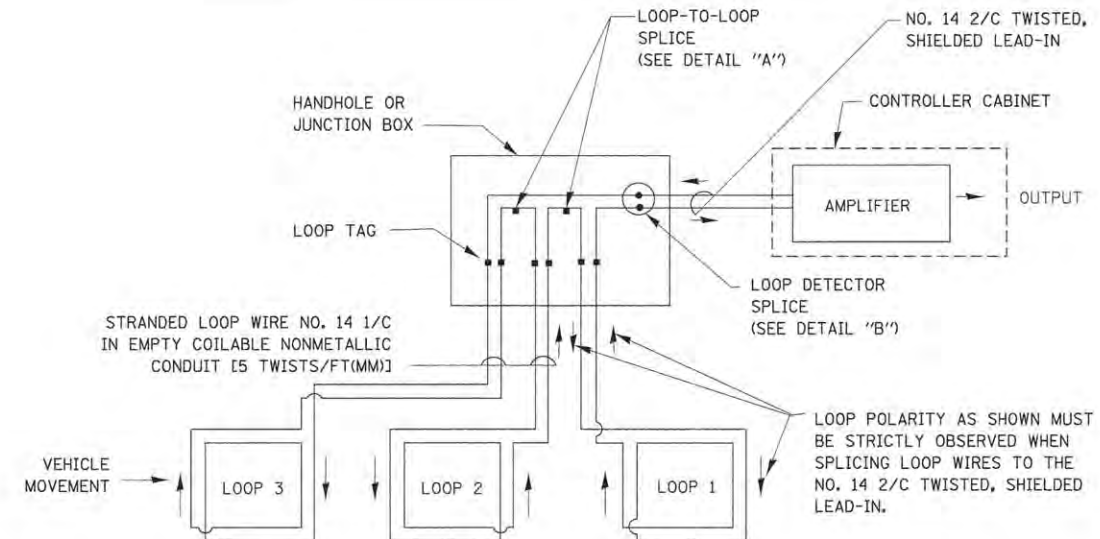 LOOP-TO-LOOP
SPLICE
(SEE DETAIL "A")
NO. 14 2/C TWISTED,
SHIELDED LEAD-IN
HANDHOLE OR
JUNCTION BOX
CONTROLLER CABINET
AMPLIFIER
OUTPUT
LOOP TAG
LOOP DETECTOR
SPLICE
(SEE DETAIL "B")
STRANDED LOOP WIRE NO. 14 1/C
IN EMPTY COILABLE NONMETALLIC
CONDUIT [5 TWISTS/FT(MM)]
LOOP POLARITY AS SHOWN MUST
BE STRICTLY OBSERVED WHEN
SPLICING LOOP WIRES TO THE
NO. 14 2/C TWISTED, SHIELDED
LEAD-IN.
VEHICLE
MOVEMENT
LOOP 3
LOOP 2
LOOP 1